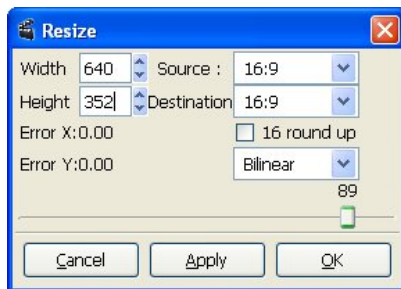 Resize
Width 640 Source : 16:9
Height 352 Destination 16:9
Error X:0.00 16 round up
Error Y:0.00 Bilinear
89
Cancel Apply OK